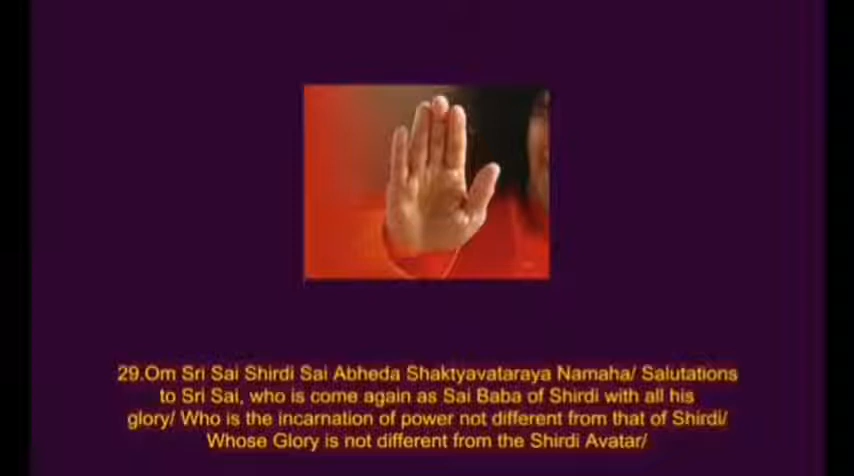 29.Om Sri Sai Shirdi Sai Abheda Shaktyavataraya Namaha/ Salutations
to Sri Sai, who is come again as Sai Baba of Shirdi with all his
glory/ Who is the incarnation of power not different from that of Shirdi/
Whose Glory is not different from the Shirdi Avatar/